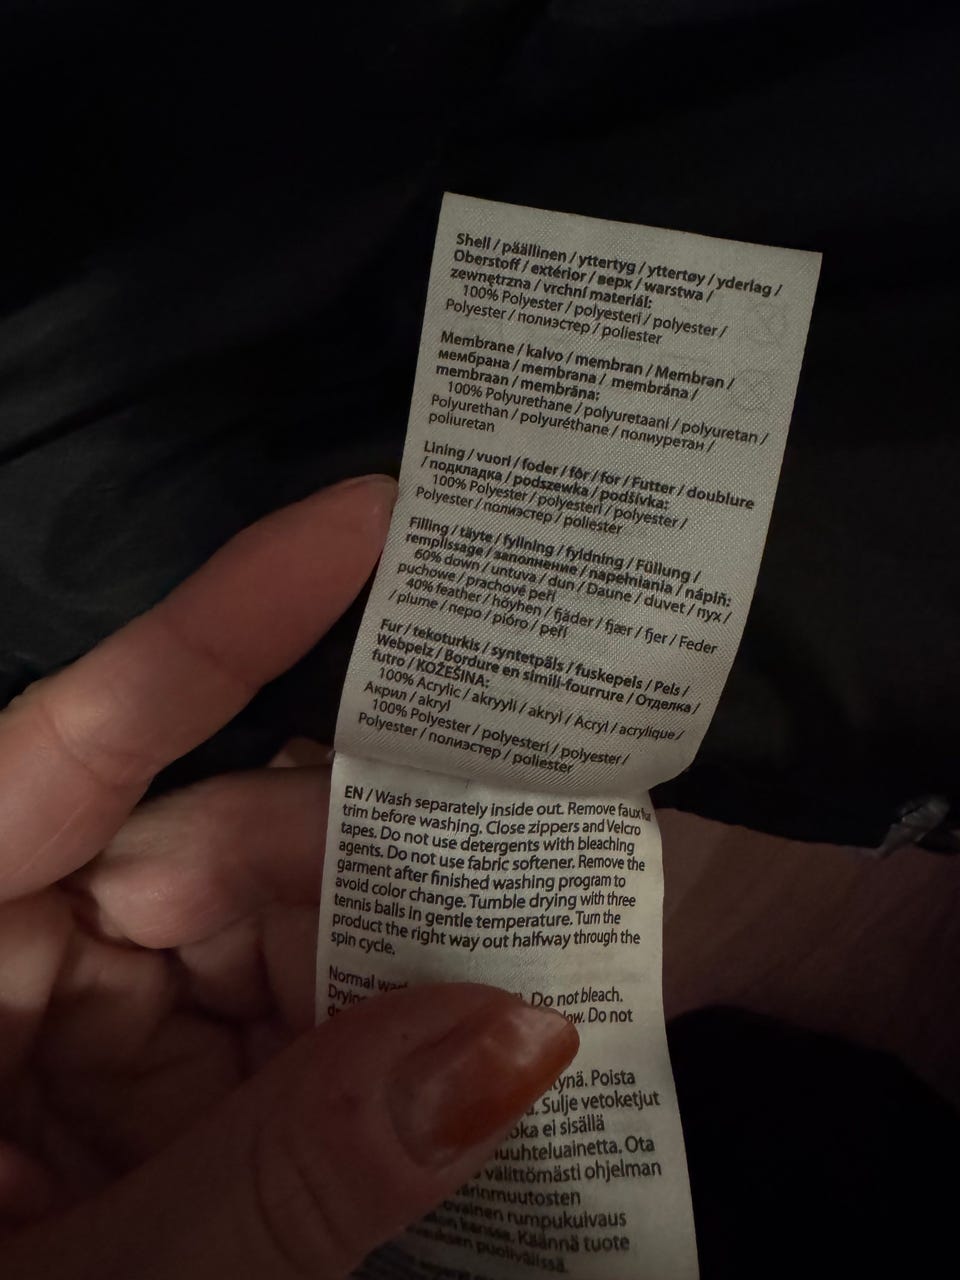 Shell / päällinen / yttertyg / yttertøy / yderlag /
Oberstoff / extérior / верх / warstwa /
zewnętrzna / vrchní materiál:
100% Polyester / polyesteri / polyester /
Polyester / полиэстер / poliester
Membrane / kalvo / membran / Membran /
мембрана / membrana / membrána /
membraan / membrāna:
100% Polyurethane / polyuretaani / polyuretan /
Polyurethan / polyuréthane / полиуретан /
poliuretan
Lining / vuori / foder / fôr / for / Futter / doublure
/ подкладка / podszewka / podšívka:
100% Polyester / polyesteri / polyester /
Polyester / полиэстер / poliester
Filling / täyte / fyllning / fyldning / Füllung /
remplissage / заполнение / napełniania / náplň:
60% down / untuva / dun / Daune / duvet / пух /
puchowe / prachové peří
40% feather / höyhen / fjäder / fjær / fjer / Feder
/ plume / перо / pióro / peří
Fur / tekoturkis / syntetpäls / fuskepels / Pels /
Webpelz / Bordure en simili-fourrure / Отделка /
futro / KOŽEŠINA:
100% Acrylic / akryyli / akryl / Acryl / acrylique /
Акрил / akryl
100% Polyester / polyesteri / polyester /
Polyester / полиэстер / poliester
EN / Wash separately inside out. Remove faux fur
trim before washing. Close zippers and Velcro
tapes. Do not use detergents with bleaching
agents. Do not use fabric softener. Remove the
garment after finished washing program to
avoid color change. Tumble drying with three
tennis balls in gentle temperature. Turn the
product the right way out halfway through the
spin cycle.
Normal Do not bleach.
low. Do not
Poista
Sulje vetoketjut
ei sisällä
Ota
välittömästi ohjelman
rumpukuivaus
Käännä tuote
puolivälissä.